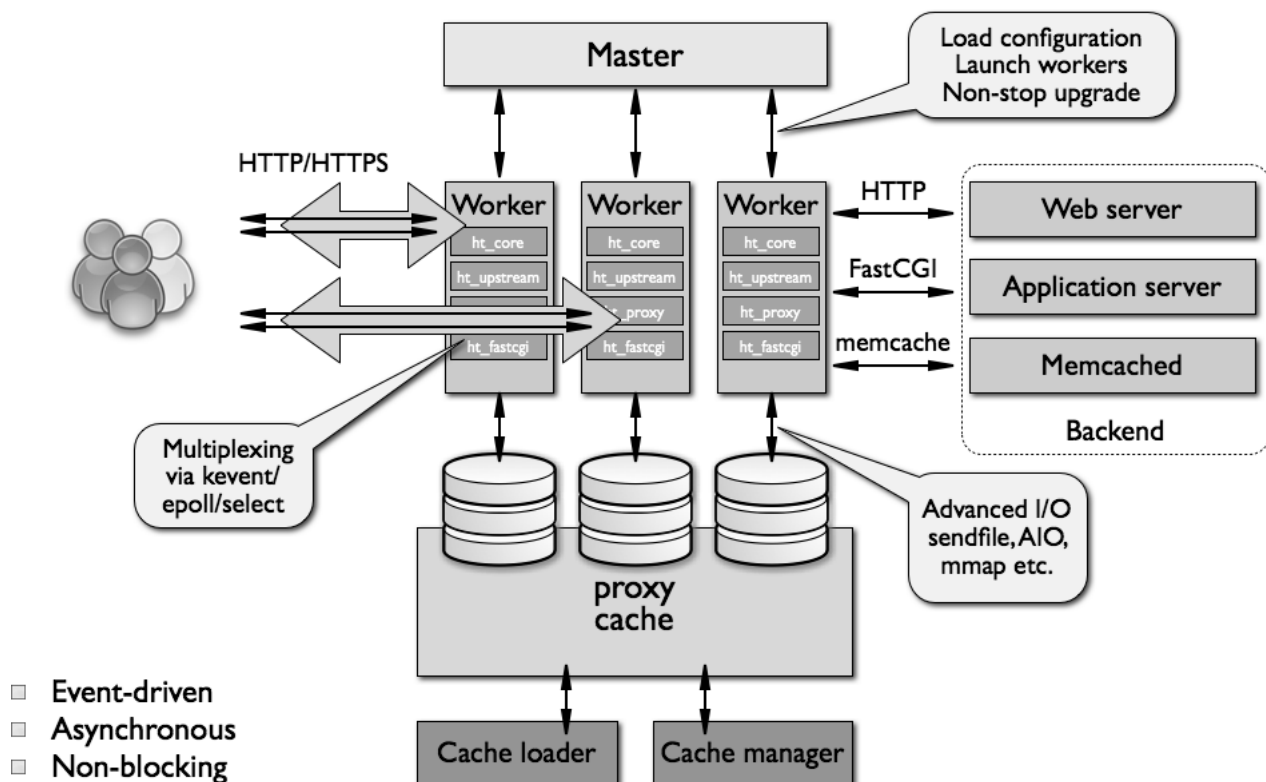 Master
Load configuration
Launch workers
Non-stop upgrade
HTTP/HTTPS
Worker
ht_core
ht_upstream
ht_fastcgi
Worker
ht_core
ht_upstream
ht_proxy
ht_fastcgi
Worker
ht_core
ht_upstream
ht_proxy
ht_fastcgi
HTTP
FastCGI
memcache
Web server
Application server
Memcached
Backend
Multiplexing
via kevent/
epoll/select
Advanced I/O
sendfile, AIO,
mmap etc.
proxy
cache
Cache loader
Cache manager
Event-driven
Asynchronous
Non-blocking